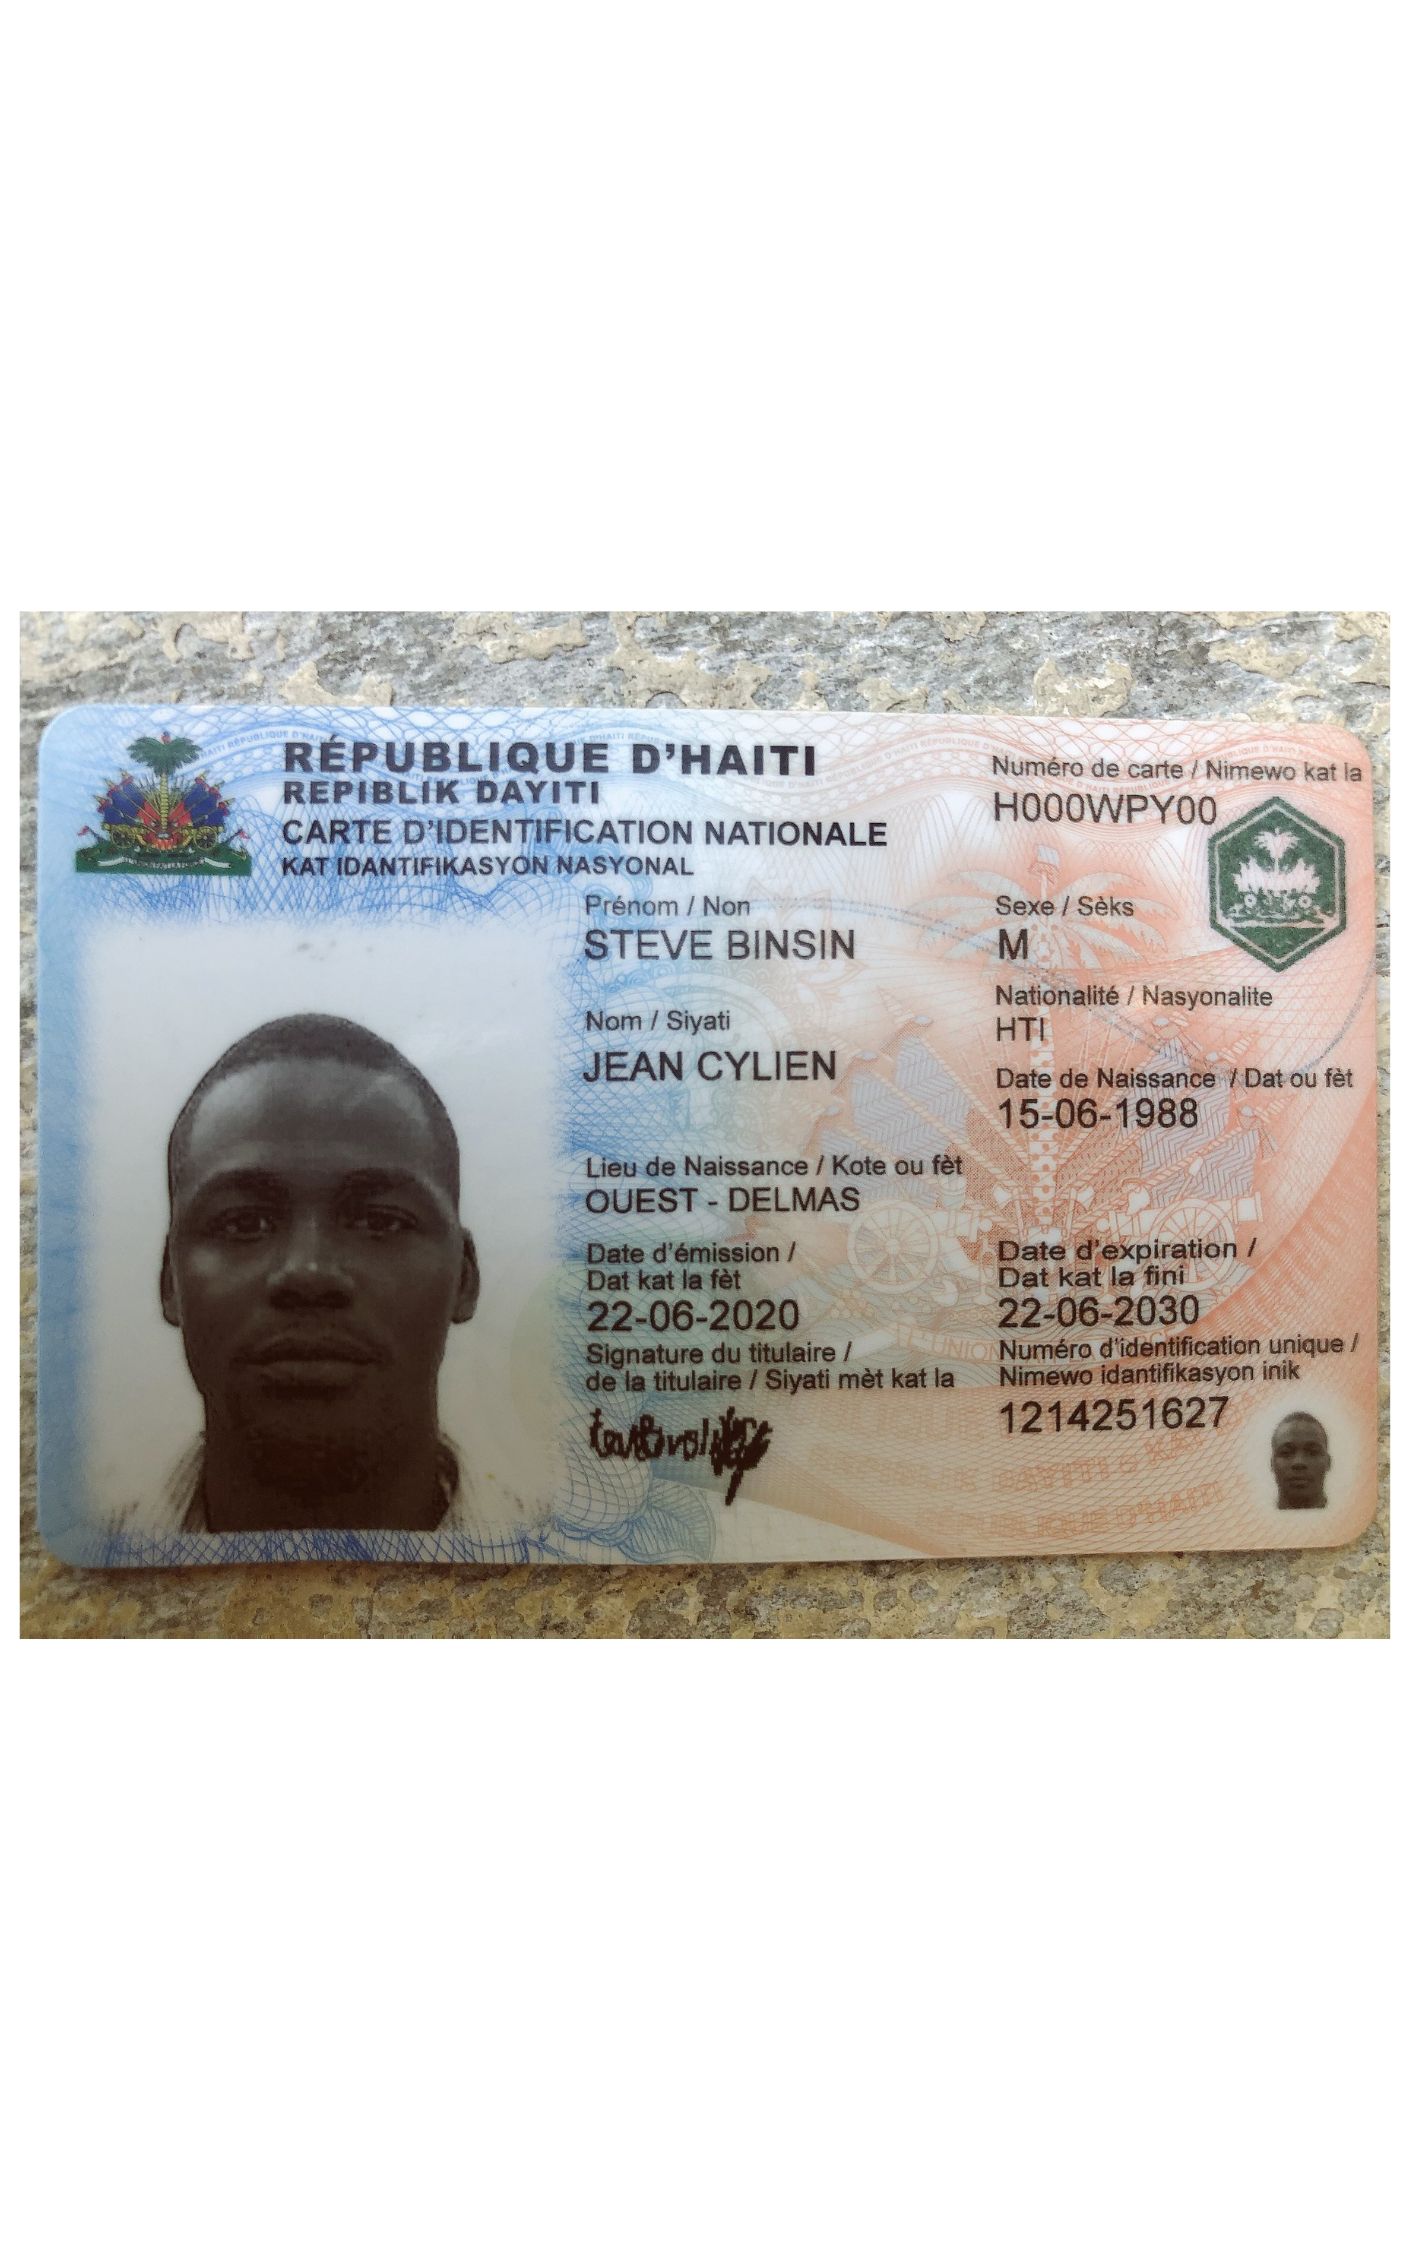 RÉPUBLIQUE D'HAITI
REPIBLIK DAYITI
CARTE D'IDENTIFICATION NATIONALE
KAT IDANTIFIKASYON NASYONAL
Numéro de carte / Nimewo kat la
H000WPY00
Prénom / Non
STEVE BINSIN
Sexe / Sèks
M
Nom / Siyati
JEAN CYLIEN
Nationalité / Nasyonalite
HTI
Date de Naissance / Dat ou fèt
15-06-1988
Lieu de Naissance / Kote ou fèt
OUEST - DELMAS
Date d'émission /
Dat kat la fèt
22-06-2020
Date d'expiration /
Dat kat la fini
22-06-2030
Signature du titulaire /
de la titulaire / Siyati mèt kat la
Numéro d'identification unique /
Nimewo idantifikasyon inik
1214251627